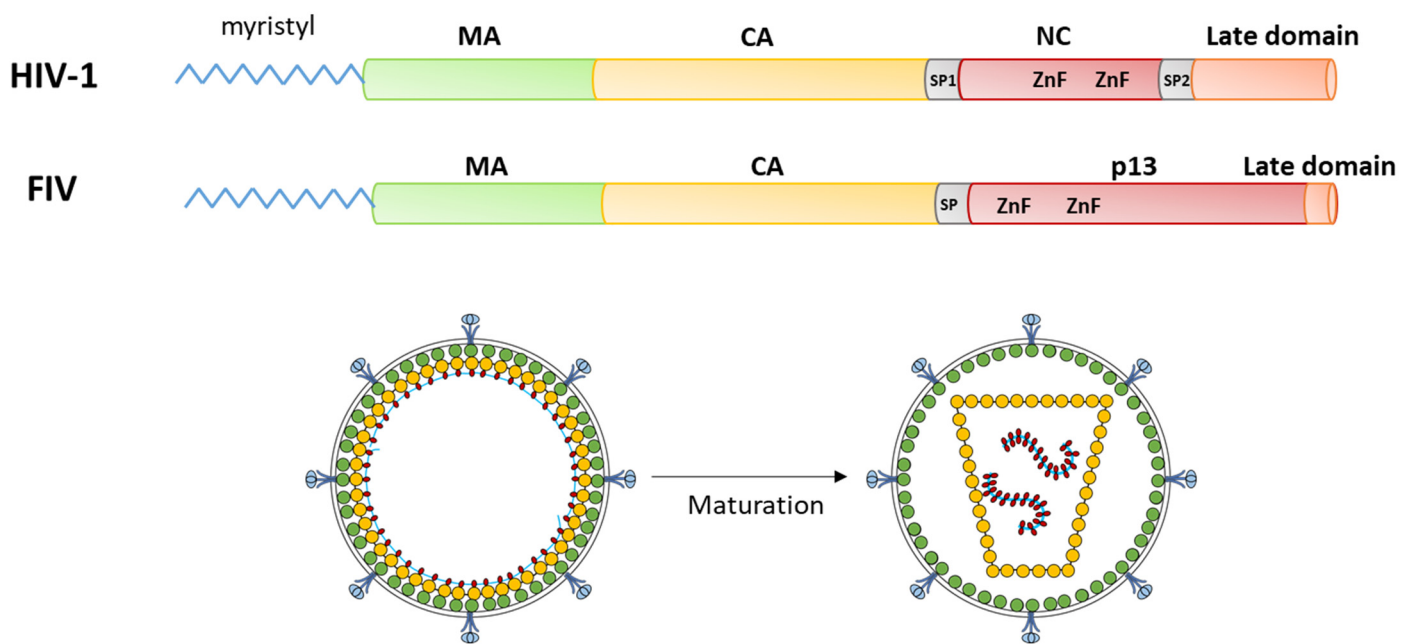 myristyl
MA CA NC Late domain
HIV-1 SP1 ZnF ZnF SP2
MA CA p13 Late domain
FIV SP ZnF ZnF
Maturation